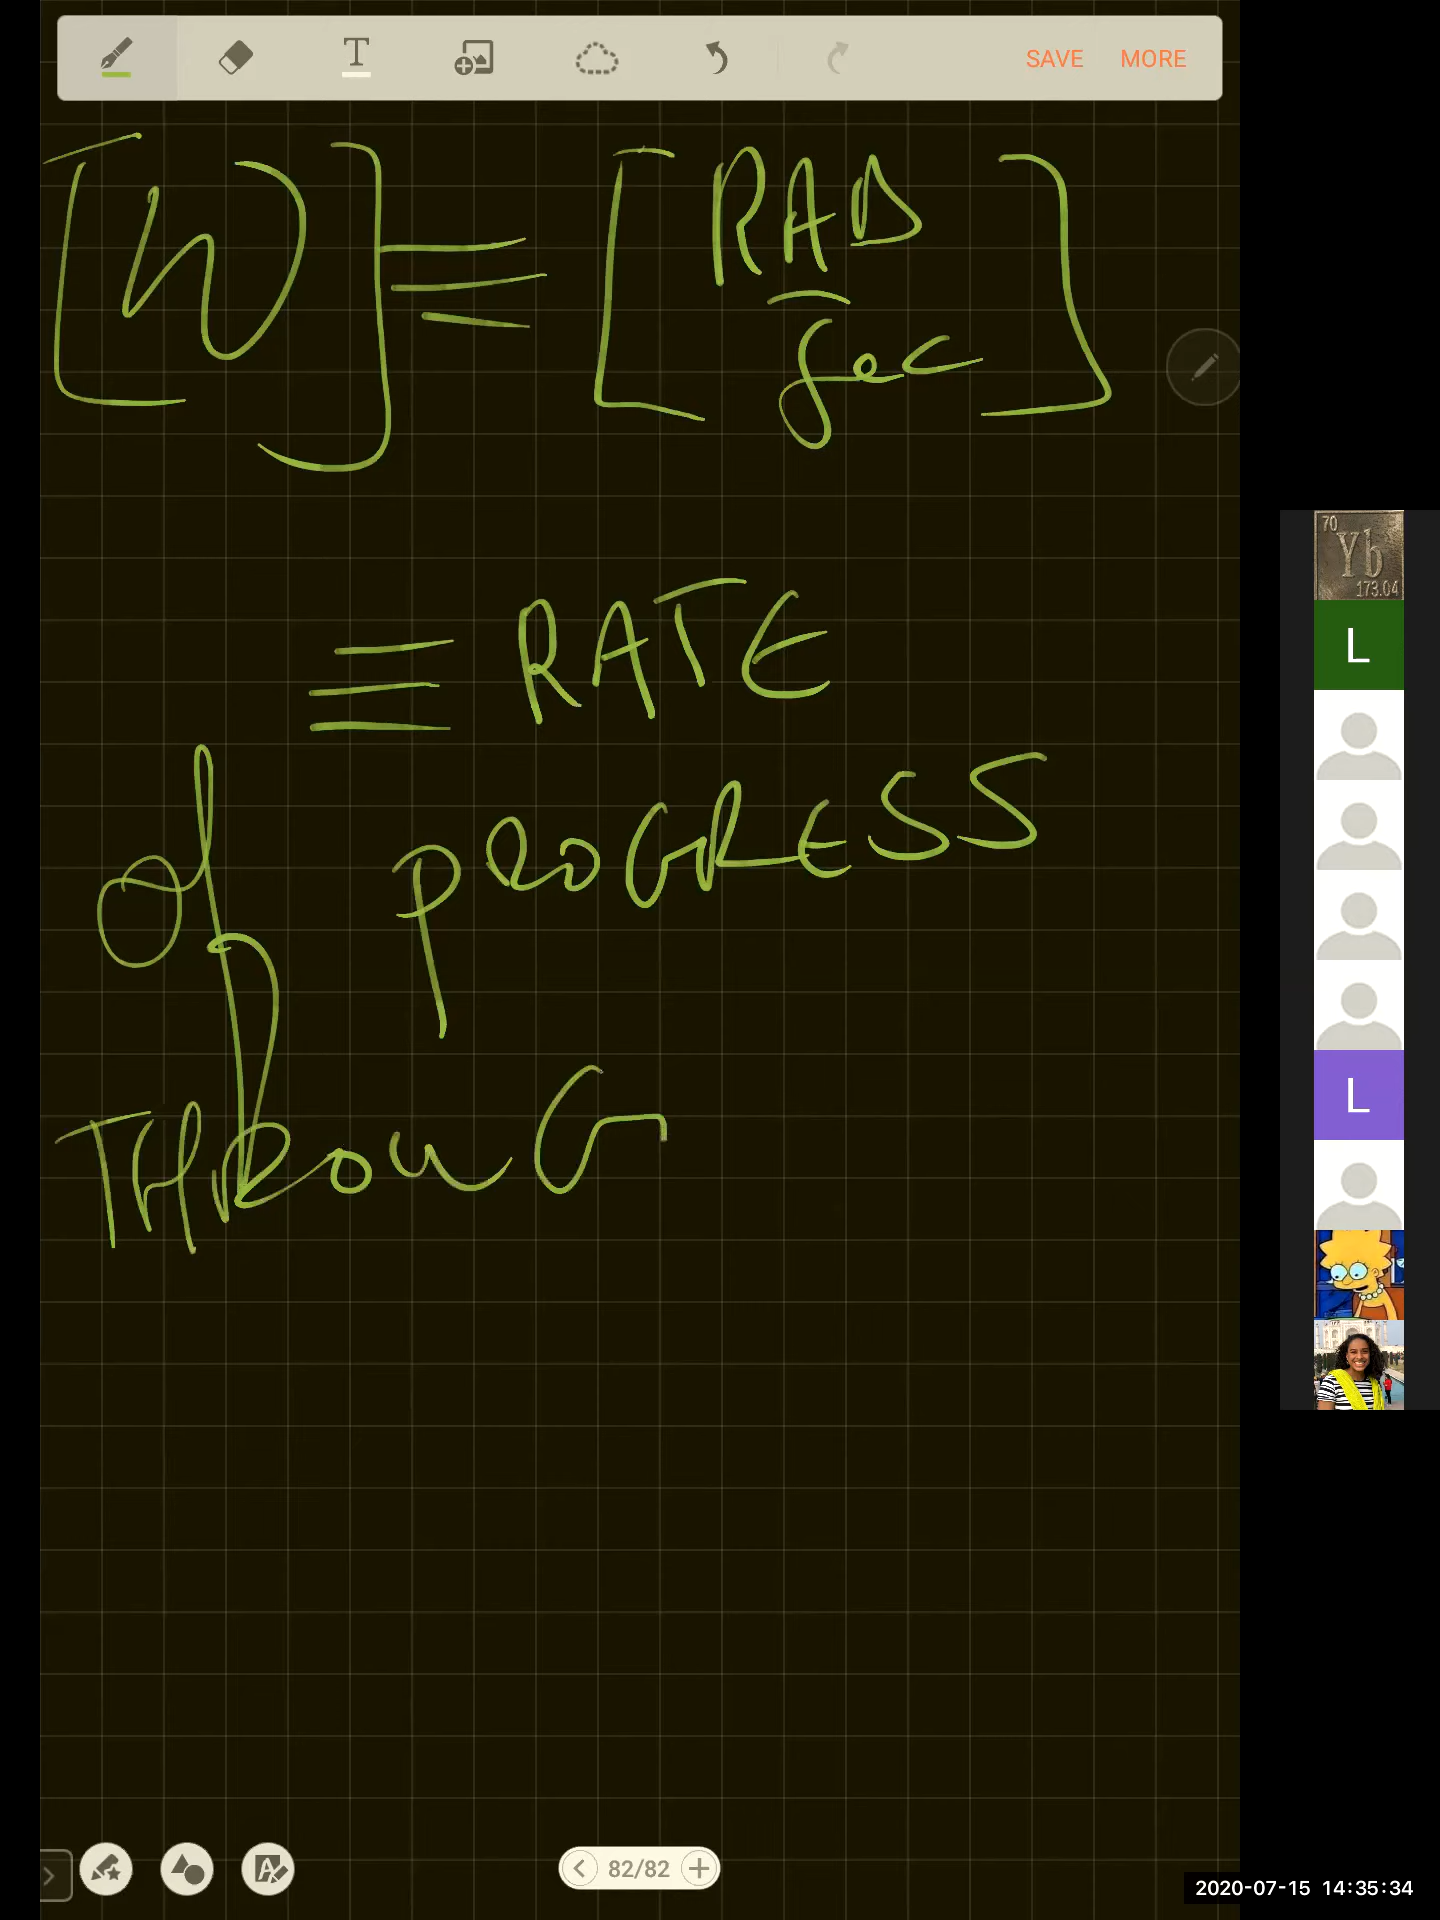 T
SAVE MORE
[W] ≡ [RAD
sec]
≡ RATE
of PROGRESS
THROUG
70
Yb
173.04
L
L
A
82/82
2020-07-15 14:35:34